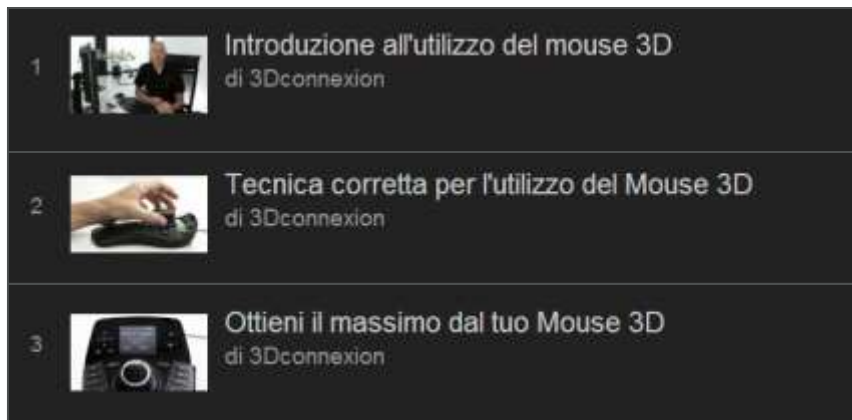 1
Introduzione all'utilizzo del mouse 3D
di 3Dconnexion
2
Tecnica corretta per l'utilizzo del Mouse 3D
di 3Dconnexion
3
Ottieni il massimo dal tuo Mouse 3D
di 3Dconnexion